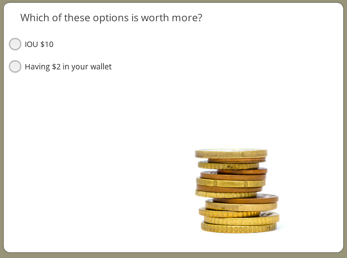 Which of these options is worth more?
IOU $10
Having $2 in your wallet